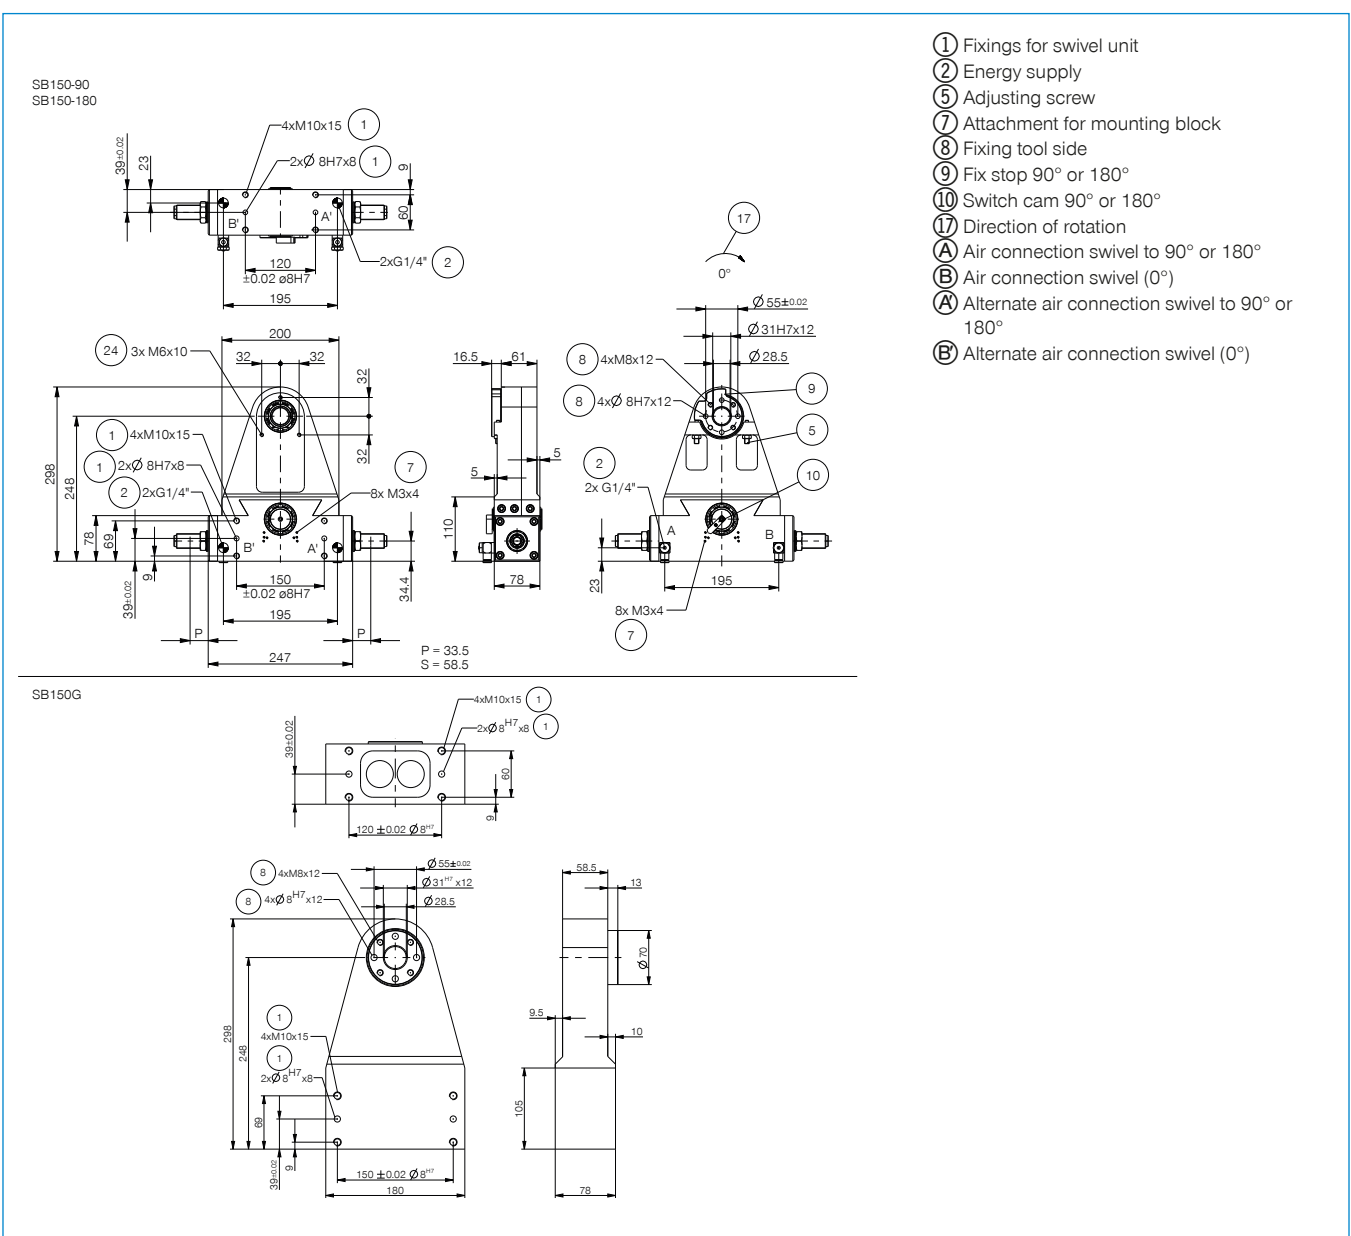 SB150-90
SB150-180
4xM10x15 1
2xØ 8H7x8 1
39±0.02
23
9
60
B' A'
2xG1/4" 2
120
±0.02 ø8H7
195
17
0°
200
24 3x M6x10
32 32
32
32
1 4xM10x15
1 2xØ 8H7x8
2 2xG1/4"
7
8x M3x4
298
248
78
69
9
39±0.02
B' A'
34.4
150
±0.02 ø8H7
195
P P
247
P = 33.5
S = 58.5
16.5 61
5
5
110
78
Ø 55±0.02
Ø 31H7x12
Ø 28.5
8 4xM8x12
8 4xØ 8H7x12
9
5
2
2x G1/4"
10
A B
23
195
8x M3x4
7
1 Fixings for swivel unit
2 Energy supply
5 Adjusting screw
7 Attachment for mounting block
8 Fixing tool side
9 Fix stop 90° or 180°
10 Switch cam 90° or 180°
17 Direction of rotation
A Air connection swivel to 90° or 180°
B Air connection swivel (0°)
A' Alternate air connection swivel to 90° or
180°
B' Alternate air connection swivel (0°)
SB150G
4xM10x15 1
2xØ 8H7x8 1
39±0.02
60
9
120 ±0.02 Ø 8H7
8 4xM8x12
8 4xØ 8H7x12
Ø 55±0.02
Ø 31H7 x12
Ø 28.5
298
248
1
4xM10x15
1
2xØ 8H7x8
69
39±0.02
9
150 ±0.02 Ø 8H7
180
58.5
13
Ø 70
9.5
10
105
78